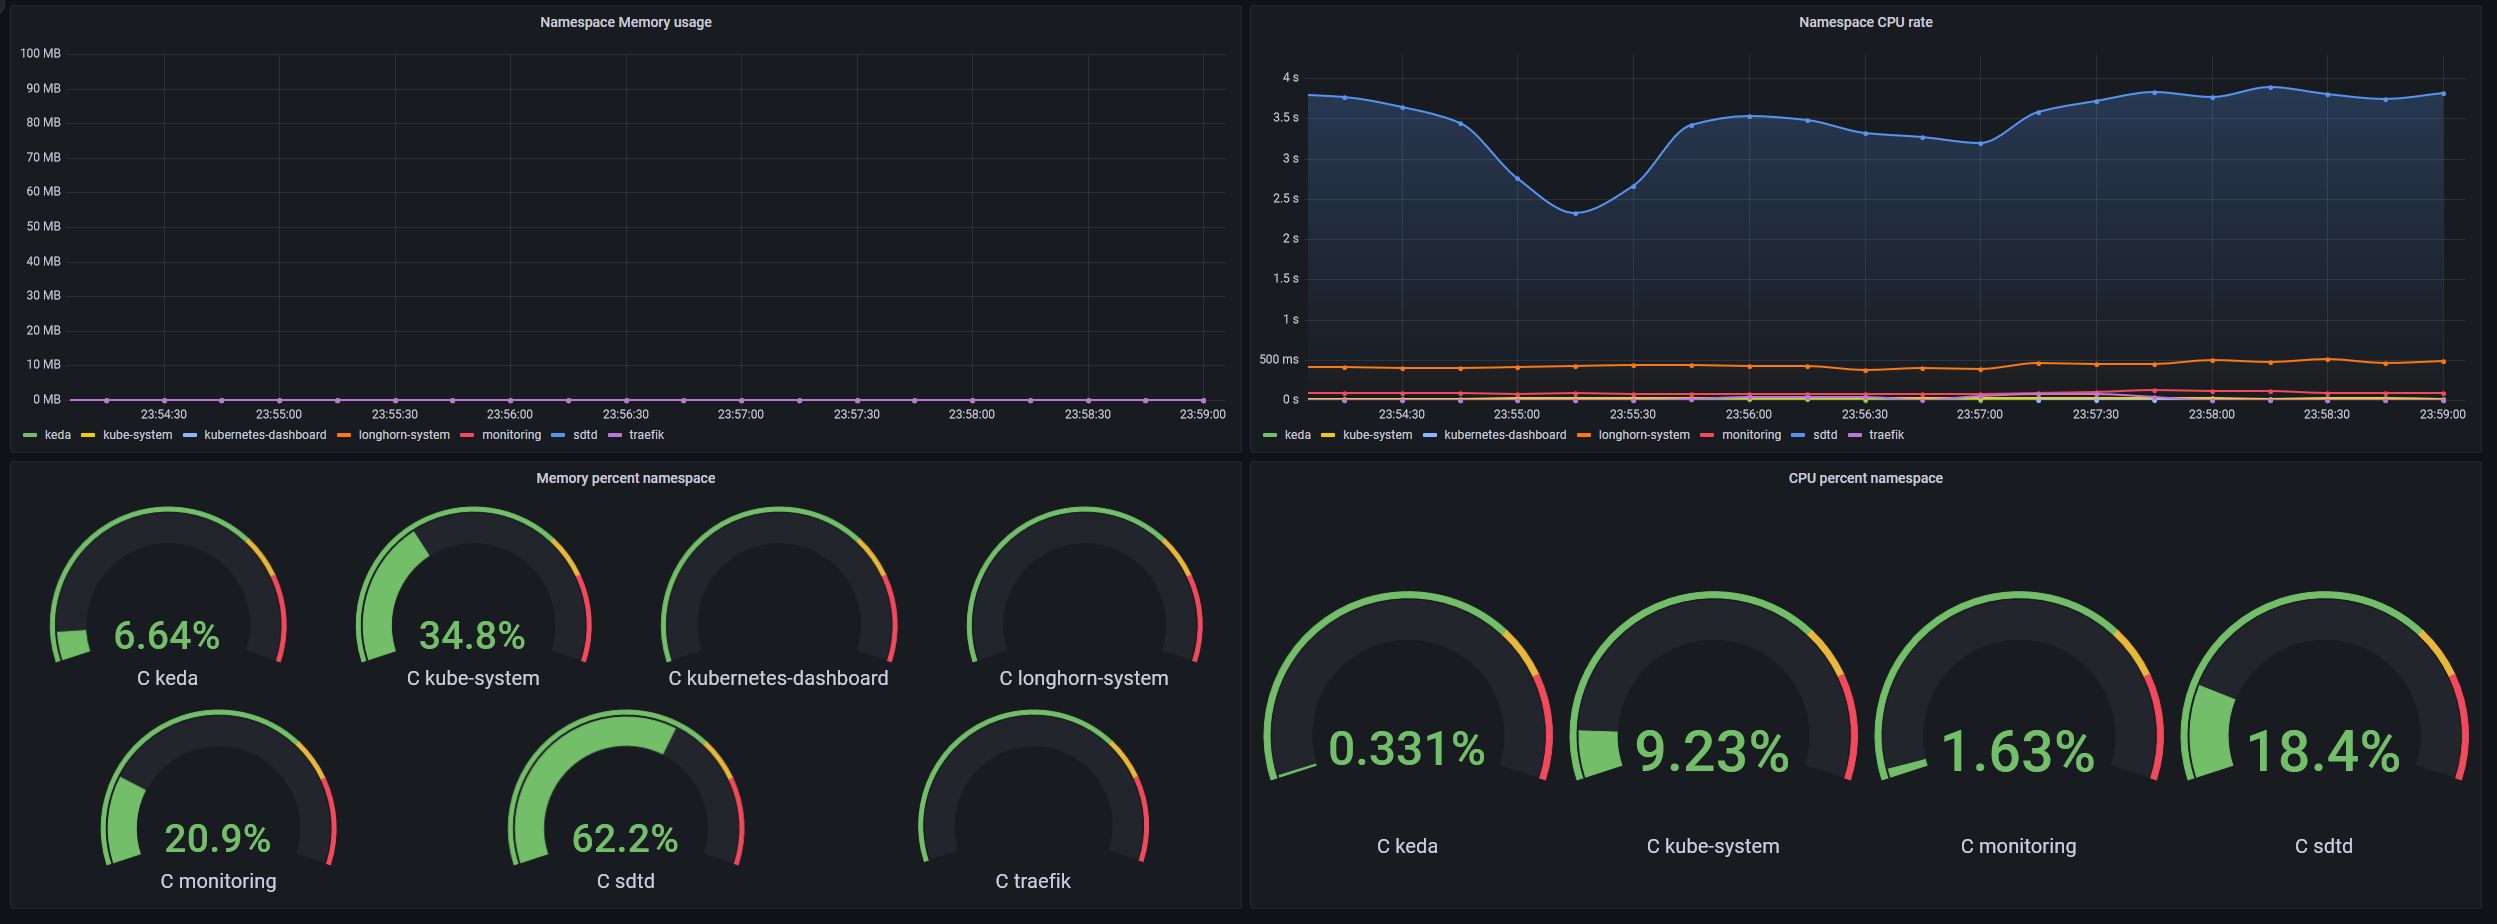 Namespace Memory usage
100 MB
90 MB
80 MB
70 MB
60 MB
50 MB
40 MB
30 MB
20 MB
10 MB
0 MB
23:54:30 23:55:00 23:55:30 23:56:00 23:56:30 23:57:00 23:57:30 23:58:00 23:58:30 23:59:00
keda kube-system kubernetes-dashboard longhorn-system monitoring sdtd traefik
Namespace CPU rate
4 s
3.5 s
3 s
2.5 s
2 s
1.5 s
1 s
500 ms
0 s
23:54:30 23:55:00 23:55:30 23:56:00 23:56:30 23:57:00 23:57:30 23:58:00 23:58:30 23:59:00
keda kube-system kubernetes-dashboard longhorn-system monitoring sdtd traefik
Memory percent namespace
6.64% 34.8%
C keda C kube-system C kubernetes-dashboard C longhorn-system
20.9% 62.2%
C monitoring C sdtd C traefik
CPU percent namespace
0.331% 9.23% 1.63% 18.4%
C keda C kube-system C monitoring C sdtd